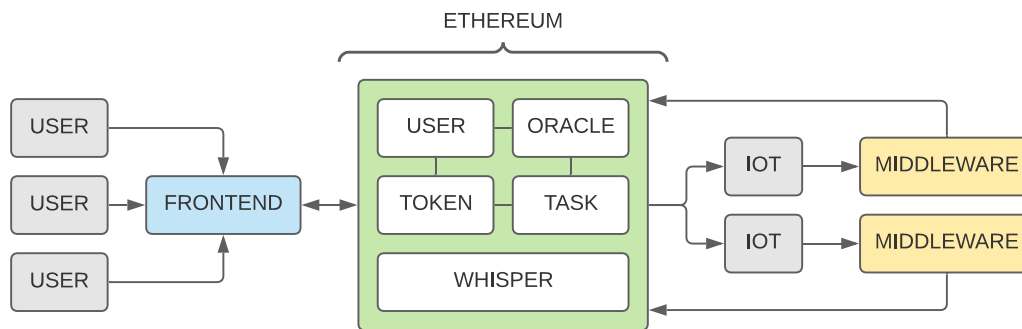 ETHEREUM
USER
USER
USER
FRONTEND
USER
ORACLE
TOKEN
TASK
WHISPER
IOT
MIDDLEWARE
IOT
MIDDLEWARE